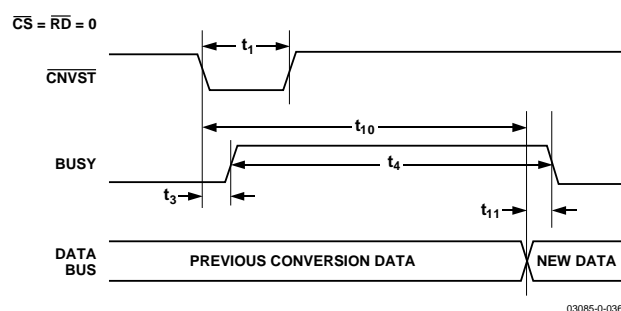 CS = RD = 0
t1
CNVST
t10
BUSY
t4
t3
t11
DATA
BUS
PREVIOUS CONVERSION DATA
NEW DATA
03085-0-036